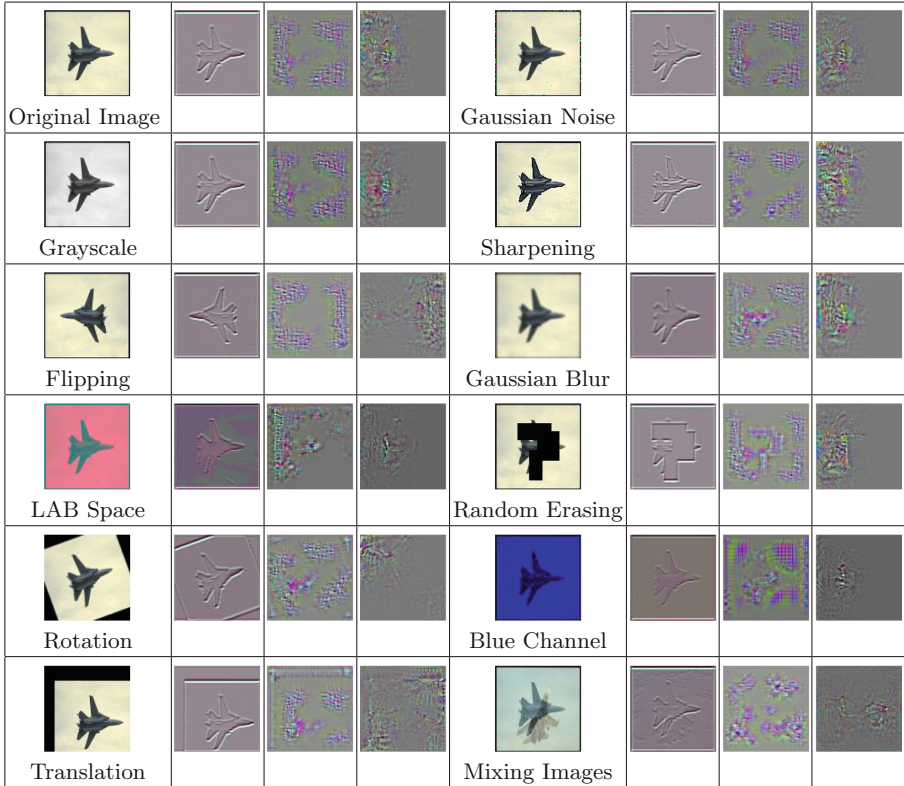 Original Image
Gaussian Noise
Grayscale
Sharpening
Flipping
Gaussian Blur
LAB Space
Random Erasing
Rotation
Blue Channel
Translation
Mixing Images